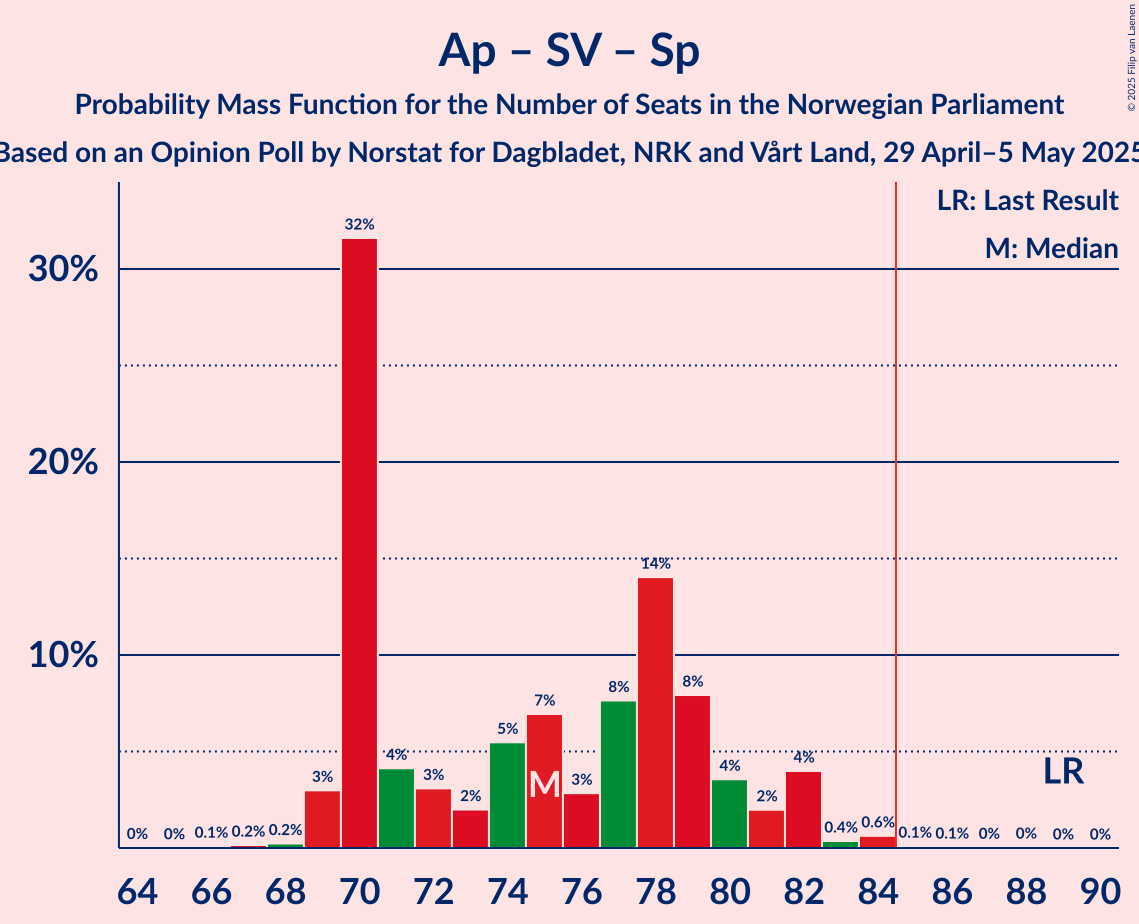 Ap – SV – Sp
Probability Mass Function for the Number of Seats in the Norwegian Parliament
Based on an Opinion Poll by Norstat for Dagbladet, NRK and Vårt Land, 29 April–5 May 2025
© 2025 Filip van Laenen
LR: Last Result
M: Median
30%
20%
10%
0% 0% 0.1% 0.2% 0.2% 3% 32% 4% 3% 2% 5% 7% 3% 8% 14% 8% 4% 2% 4% 0.4% 0.6% 0.1% 0.1% 0% 0% 0% 0%
M
LR
64 66 68 70 72 74 76 78 80 82 84 86 88 90